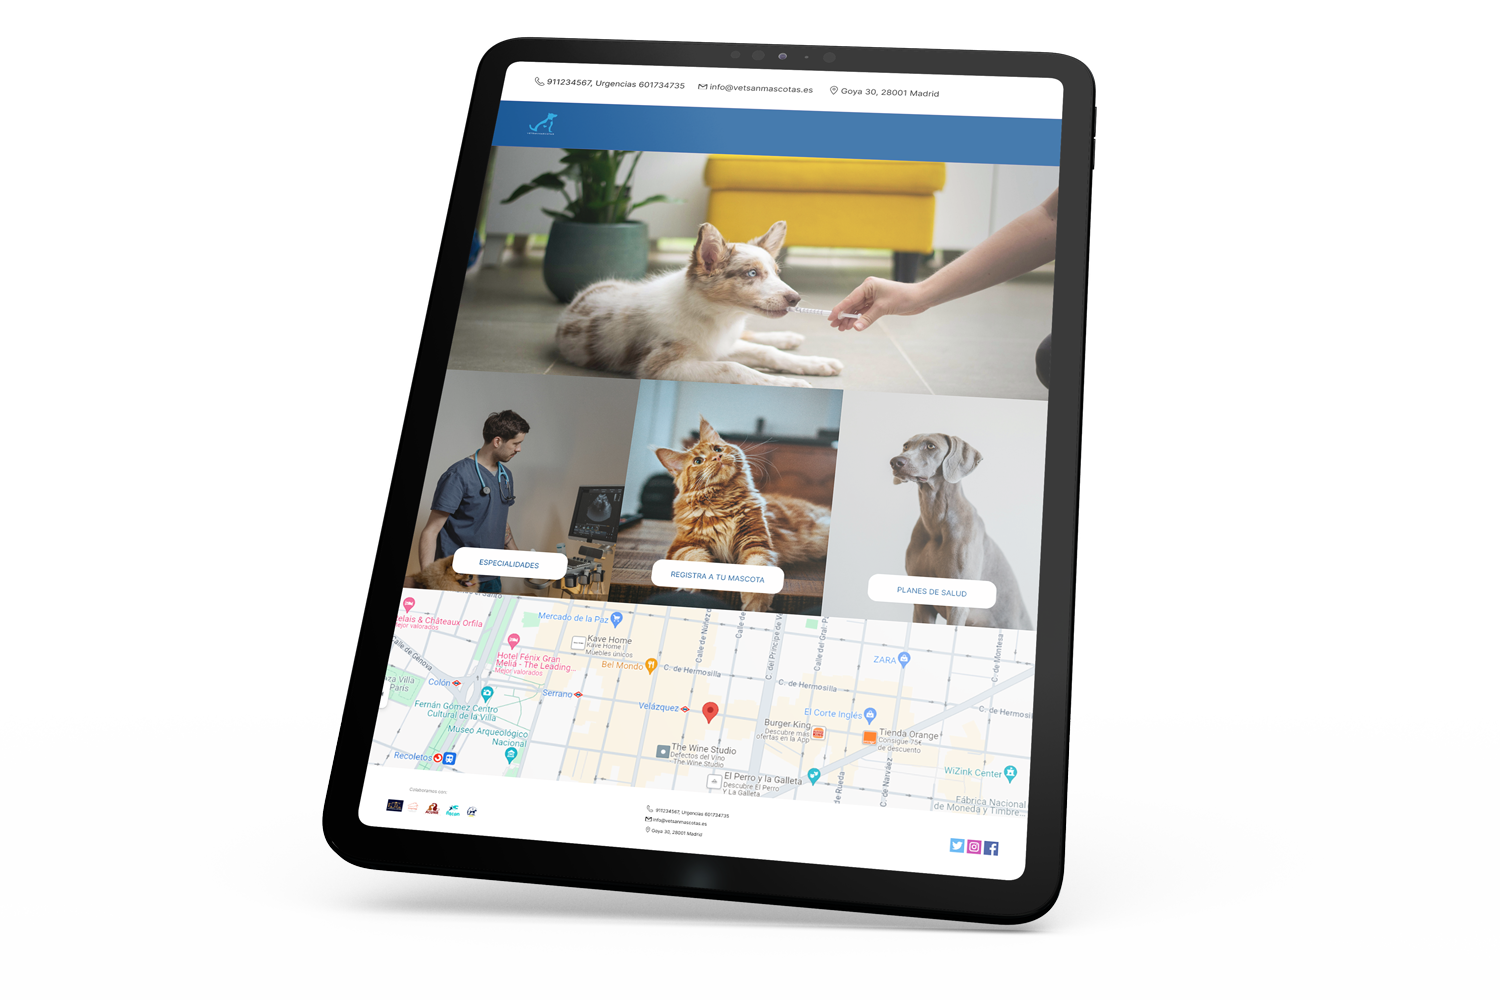 911234567, Urgencias 601734735
info@vetsanmascotas.es
Goya 30, 28001 Madrid
ESPECIALIDADES
REGISTRA A TU MASCOTA
PLANES DE SALUD
elais & Châteaux Orfila
Mejor valorados
Calle de Génova
Mercado de la Paz
Kave Home
Kave Home |
Muebles únicos
Hotel Fénix Gran
Meliá - The Leading...
Mejor valorados
Bel Mondo
C. de Hermosilla
Calle de Núñez d
Calle de
C. del Príncipe de V
Calle del Gral. P
ZARA
C. de Montesa
C. de Hermosilla
C. de Hermos
za Villa
París
Colón
Serrano
Velázquez
Fernán Gómez Centro
Cultural de la Villa
Museo Arqueológico
Nacional
Recoletos
The Wine Studio
Defectos del Vino
The Wine Studio
Burger King
Descubre más
ofertas en la App
El Corte Inglés
Tienda Orange
Consigue 75€
de descuento
El Perro y la Galleta
Descubre El Perro
Y La Galleta
de Rueda
C. de Narváez
WiZink Center
Fábrica Nacional
de Moneda y Timbre...
Colaboramos con:
911234567, Urgencias 601734735
info@vetsanmascotas.es
Goya 30, 28001 Madrid